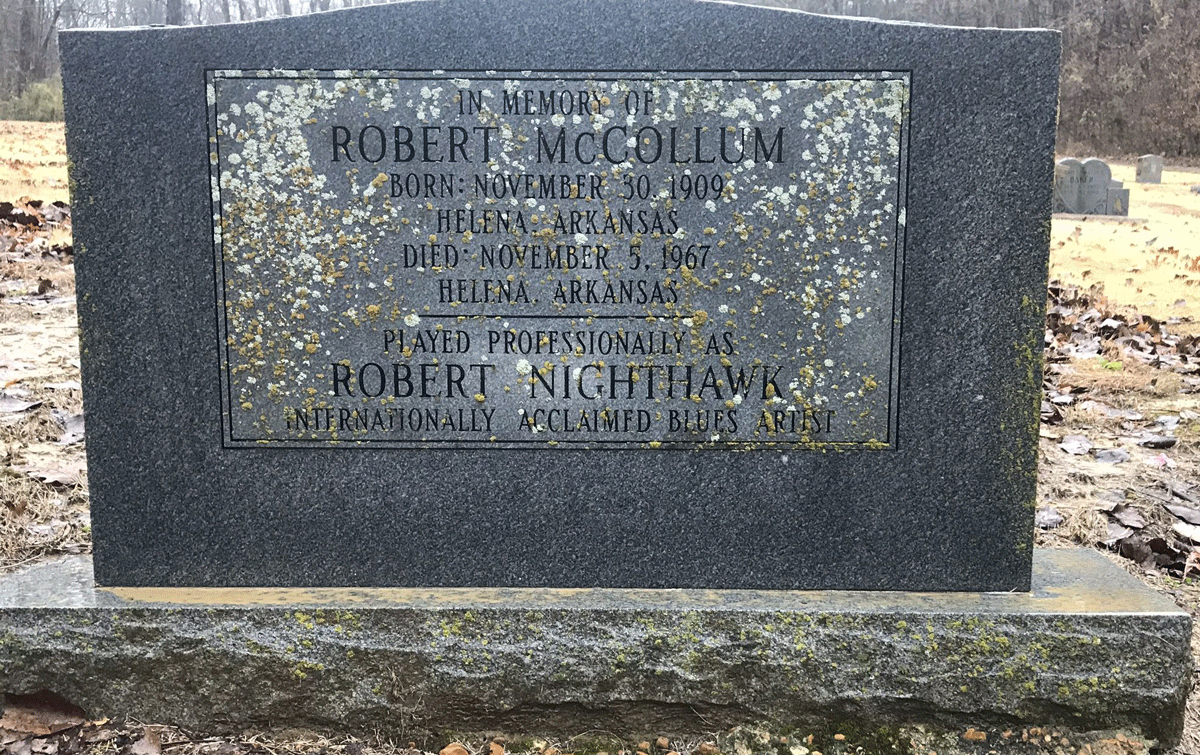 IN MEMORY OF
ROBERT McCOLLUM
BORN: NOVEMBER 30, 1909
HELENA, ARKANSAS
DIED: NOVEMBER 5, 1967
HELENA, ARKANSAS
PLAYED PROFESSIONALLY AS
ROBERT NIGHTHAWK
INTERNATIONALLY ACCLAIMED BLUES ARTIST